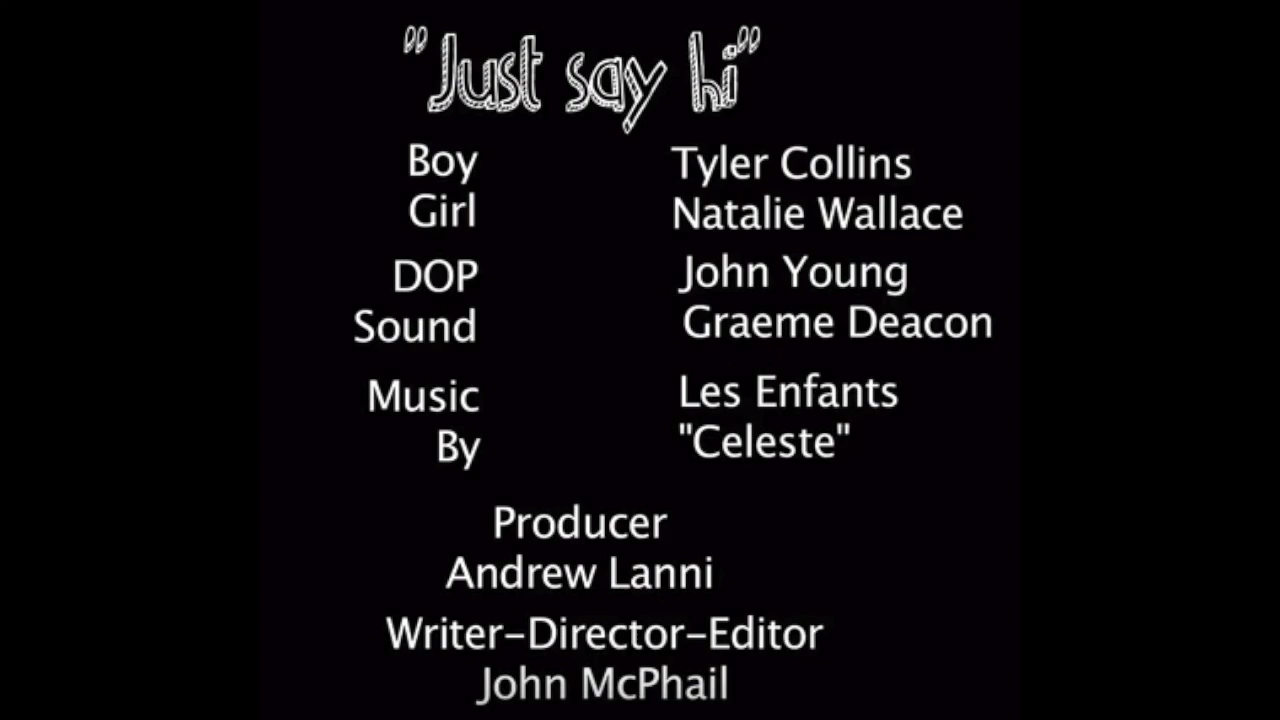 "Just say hi"
Boy Tyler Collins
Girl Natalie Wallace
DOP John Young
Sound Graeme Deacon
Music Les Enfants
By "Celeste"
Producer
Andrew Lanni
Writer-Director-Editor
John McPhail